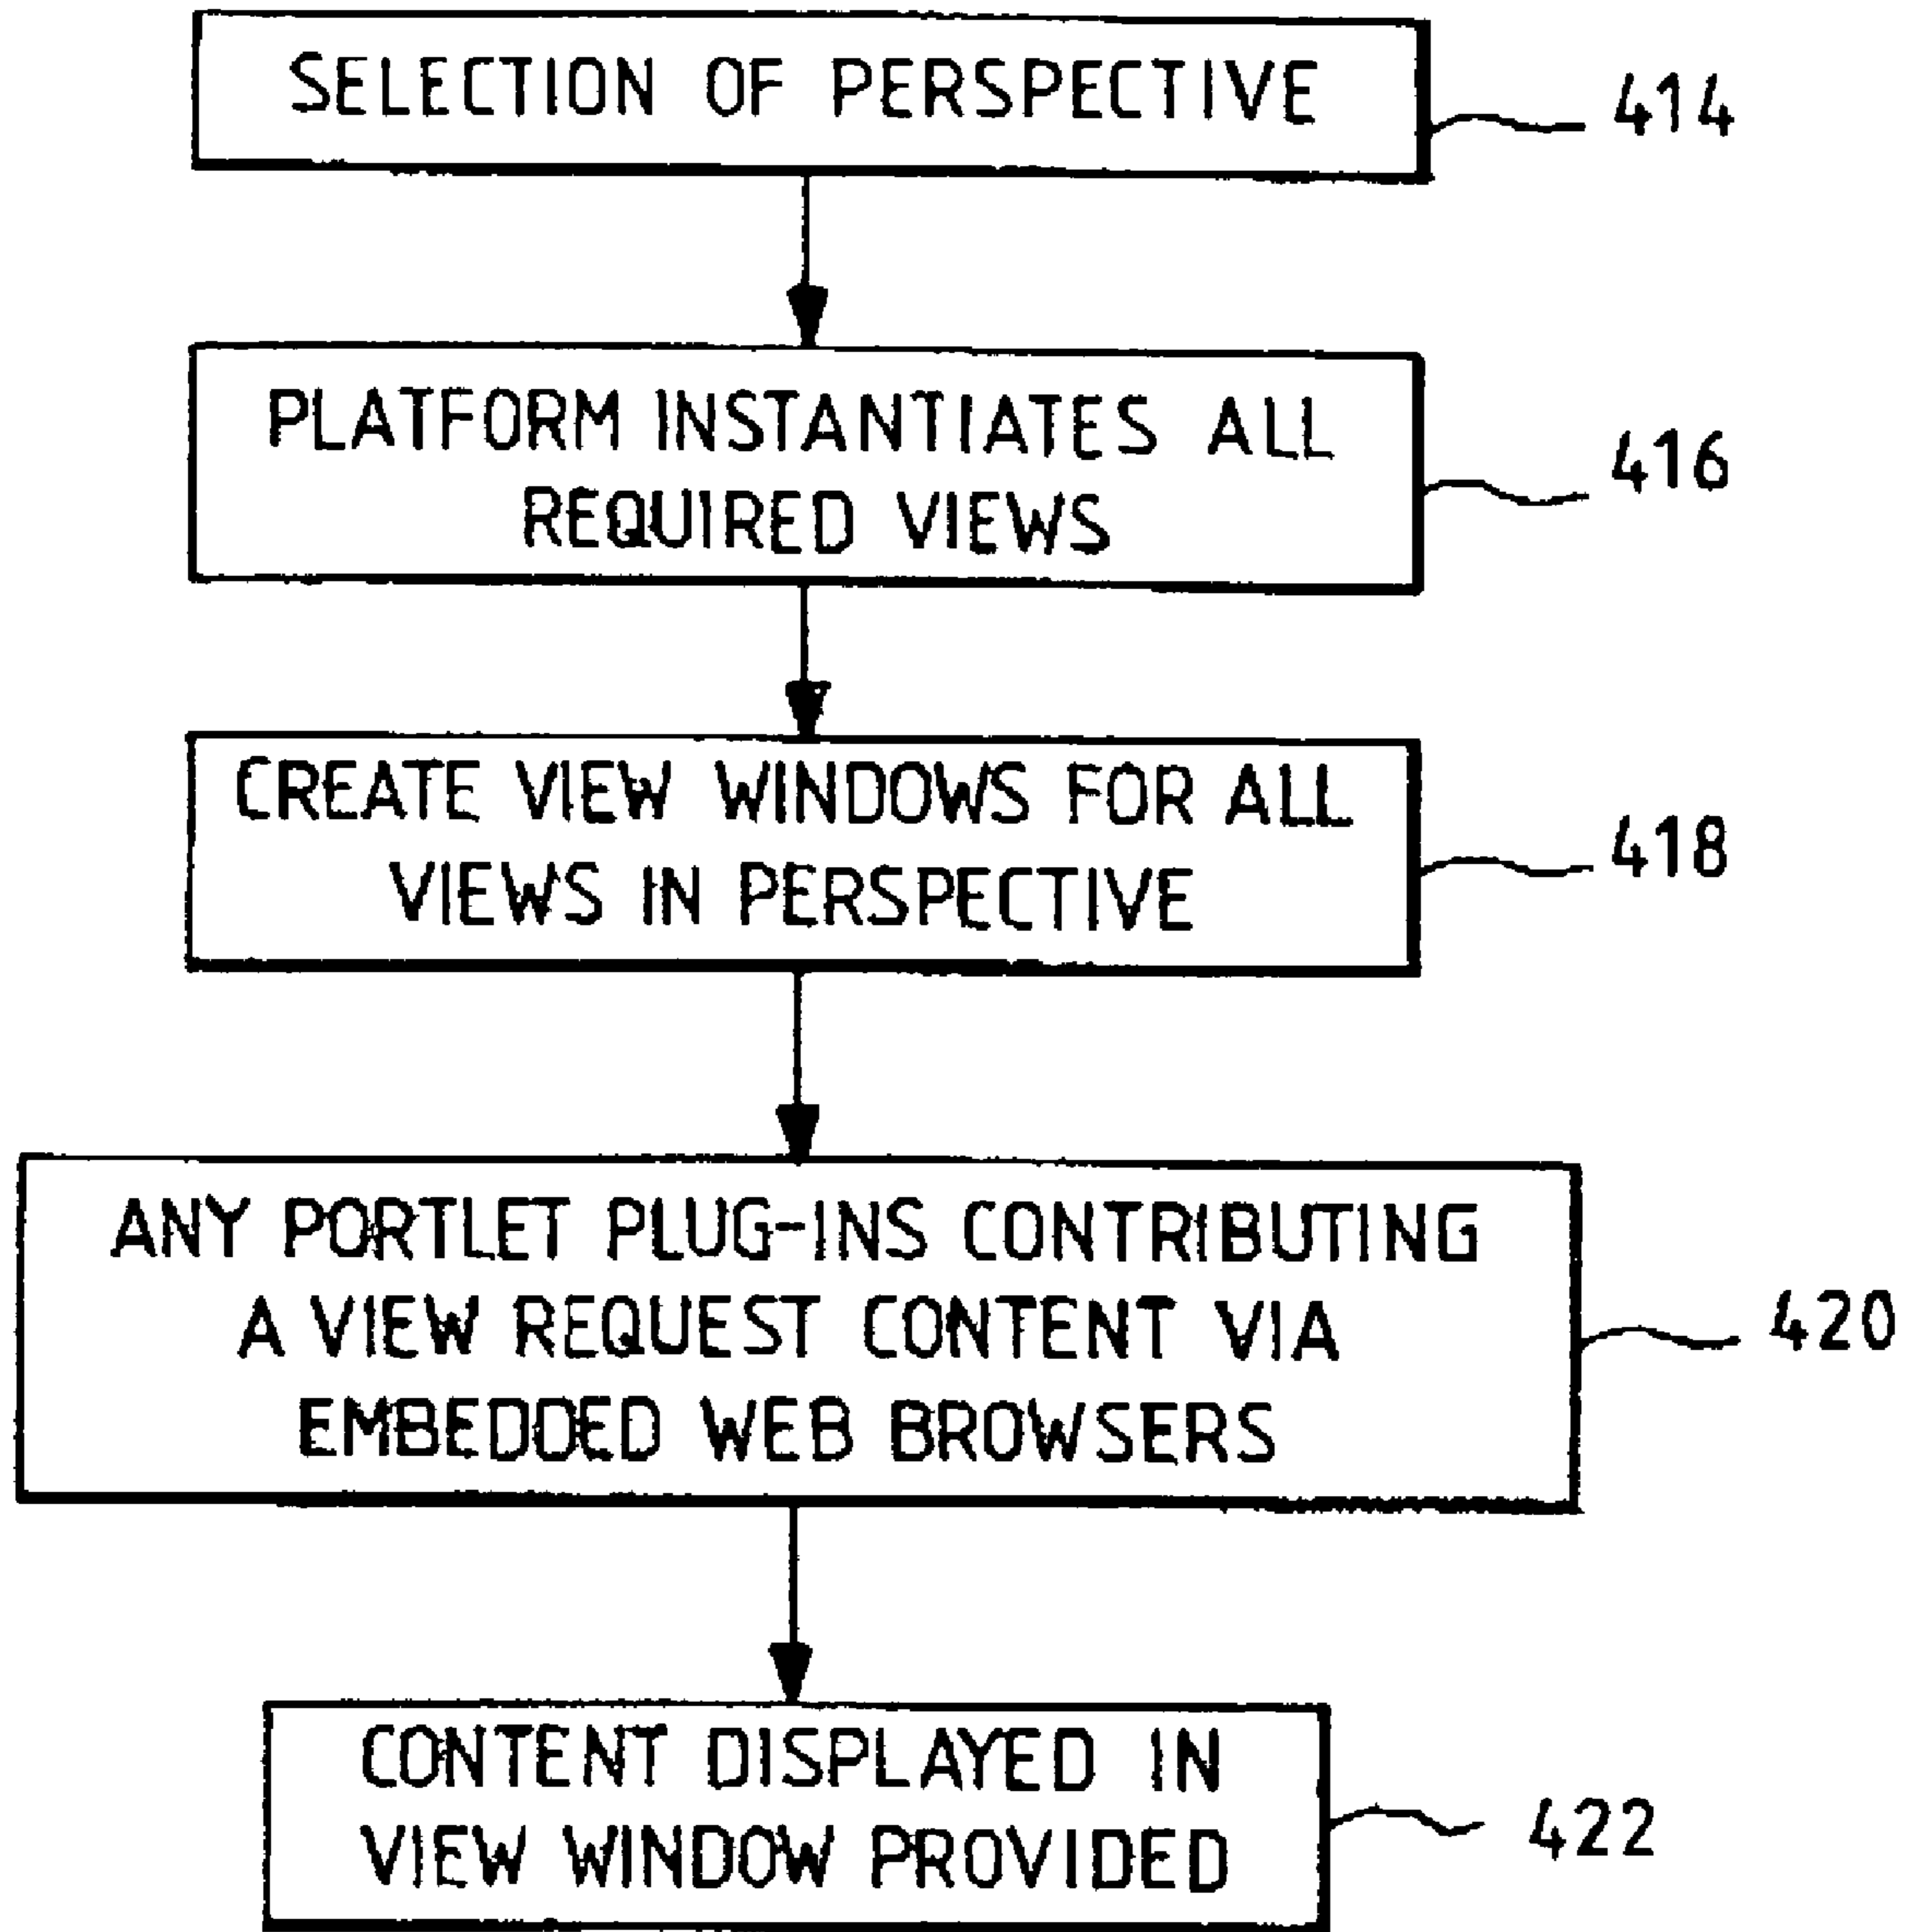 SELECTION OF PERSPECTIVE
414
PLATFORM INSTANTIATES ALL
REQUIRED VIEWS
416
CREATE VIEW WINDOWS FOR ALL
VIEWS IN PERSPECTIVE
418
ANY PORTLET PLUG-INS CONTRIBUTING
A VIEW REQUEST CONTENT VIA
EMBEDDED WEB BROWSERS
420
CONTENT DISPLAYED IN
VIEW WINDOW PROVIDED
422